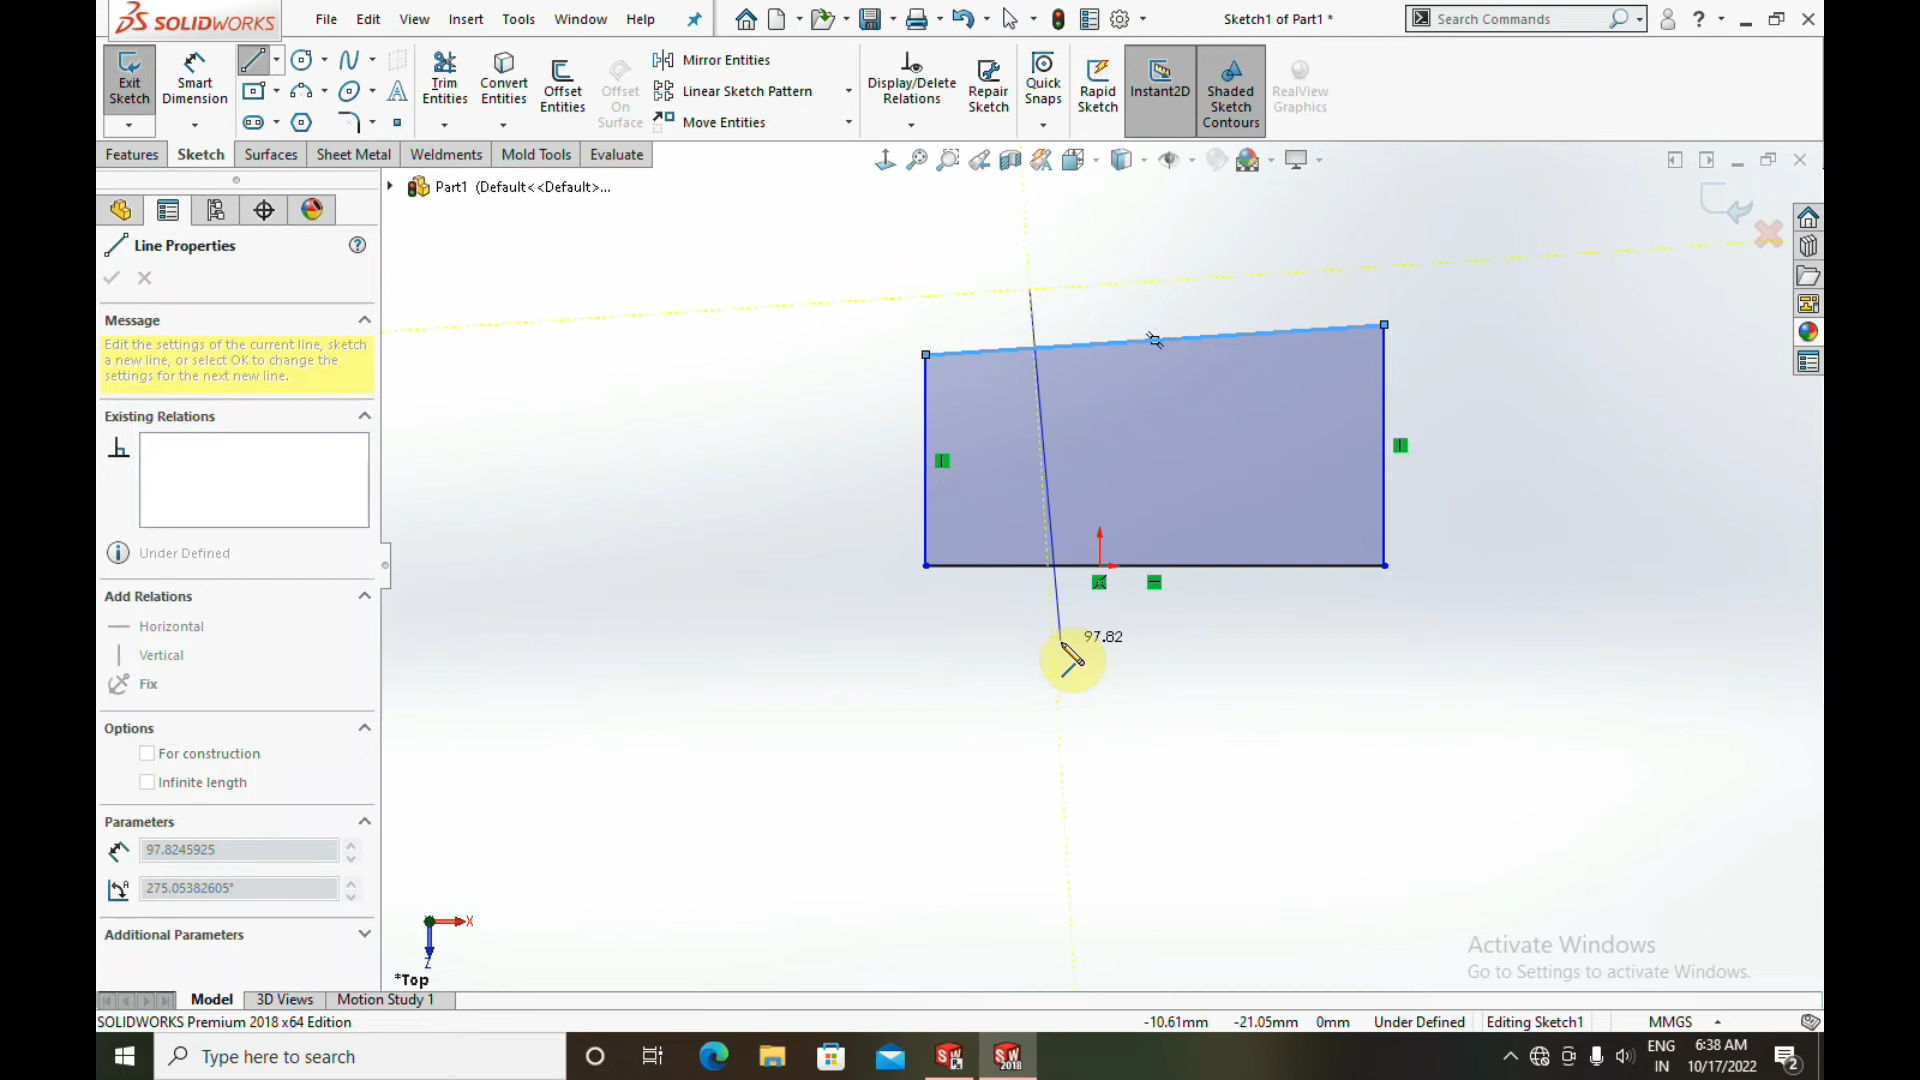 SOLIDWORKS File Edit View Insert Tools Window Help Sketch1 of Part1 * Search Commands ?
Exit Sketch
Smart Dimension
Trim Entities
Convert Entities
Offset Entities
Offset On Surface
Mirror Entities
Linear Sketch Pattern
Move Entities
Display/Delete Relations
Repair Sketch
Quick Snaps
Rapid Sketch
Instant2D
Shaded Sketch Contours
RealView Graphics
Features Sketch Surfaces Sheet Metal Weldments Mold Tools Evaluate
Part1 (Default<<Default>...
Line Properties
Message
Edit the settings of the current line, sketch
a new line, or select OK to change the
settings for the next new line.
Existing Relations
Under Defined
Add Relations
Horizontal
Vertical
Fix
Options
For construction
Infinite length
Parameters
97.8245925
275.05382605°
Additional Parameters
97.82
X
Z
*Top
Activate Windows
Go to Settings to activate Windows.
Model 3D Views Motion Study 1
SOLIDWORKS Premium 2018 x64 Edition -10.61mm -21.05mm 0mm Under Defined Editing Sketch1 MMGS
Type here to search
SW
SW 2018
ENG
IN
6:38 AM
10/17/2022
2